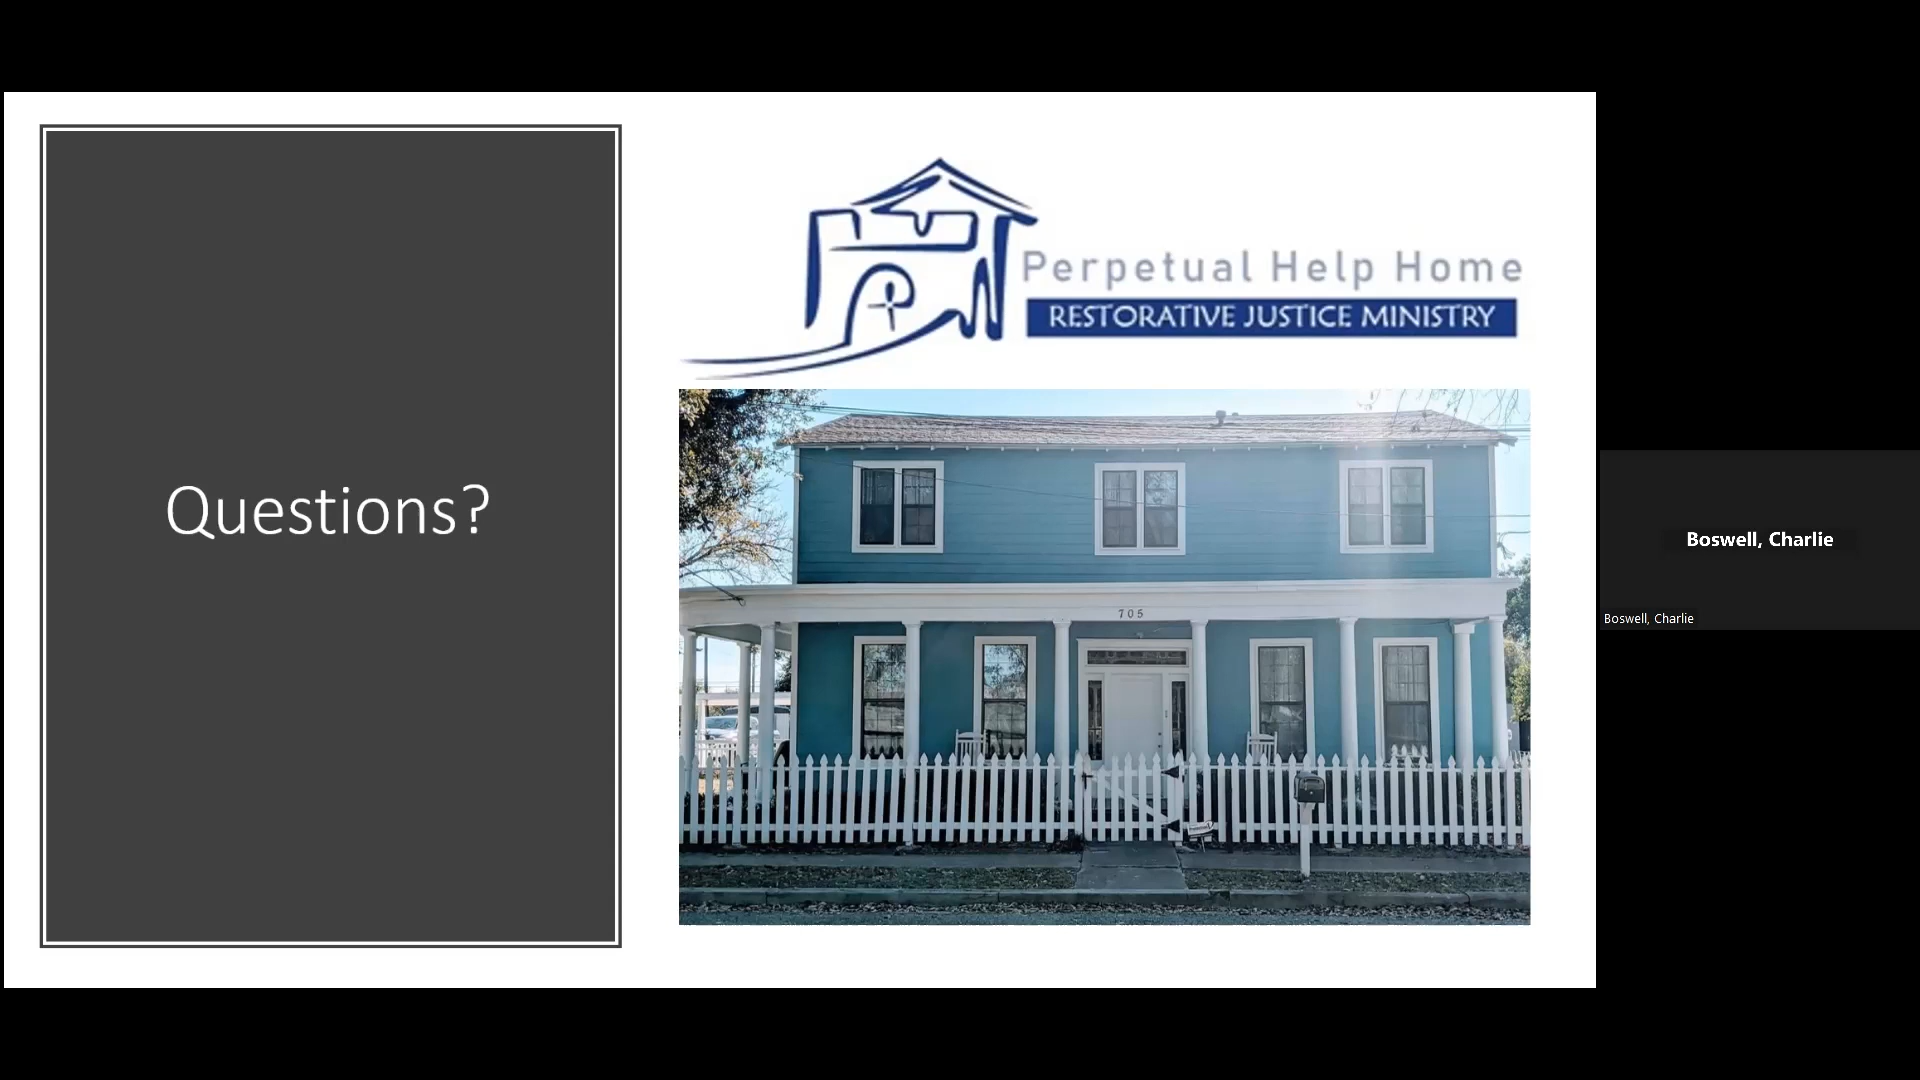 Questions?
Perpetual Help Home
RESTORATIVE JUSTICE MINISTRY
705
Boswell, Charlie
Boswell, Charlie